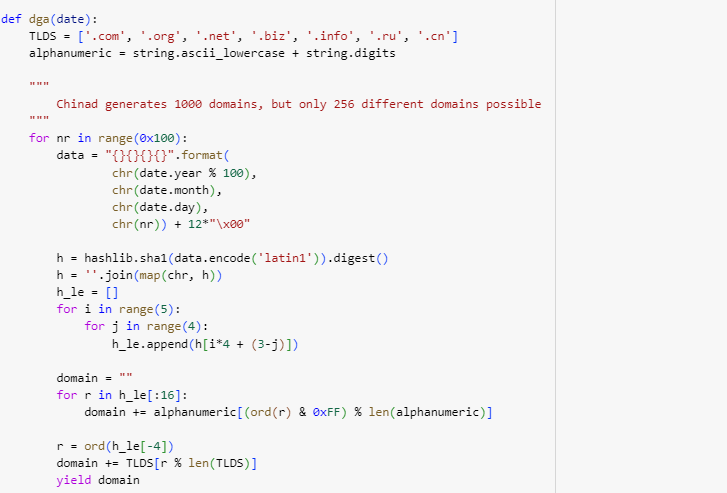 def dga(date):
    TLDS = ['.com', '.org', '.net', '.biz', '.info', '.ru', '.cn']
    alphanumeric = string.ascii_lowercase + string.digits

    """
        Chinad generates 1000 domains, but only 256 different domains possible
    """
    for nr in range(0x100):
        data = "{}{}{}{}".format(
                chr(date.year % 100),
                chr(date.month),
                chr(date.day),
                chr(nr)) + 12*"\x00"

        h = hashlib.sha1(data.encode('latin1')).digest()
        h = ''.join(map(chr, h))
        h_le = []
        for i in range(5):
            for j in range(4):
                h_le.append(h[i*4 + (3-j)])

        domain = ""
        for r in h_le[:16]:
            domain += alphanumeric[(ord(r) & 0xFF) % len(alphanumeric)]

        r = ord(h_le[-4])
        domain += TLDS[r % len(TLDS)]
        yield domain